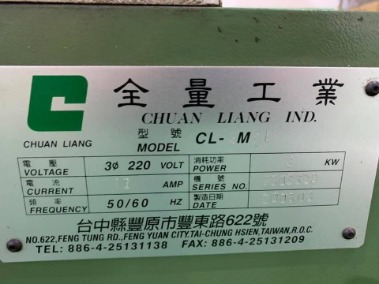 全量工業
CHUAN LIANG IND.
CHUAN LIANG
型號 MODEL CL- M
電壓 VOLTAGE 3Ø 220 VOLT 消耗功率 POWER KW
電流 CURRENT AMP 機號 SERIES NO.
頻率 FREQUENCY 50/60 HZ 製造日期 DATE
台中縣豐原市豐東路622號
NO.622,FENG TUNG RD.,FENG YUAN CITY,TAI-CHUNG HSIEN,TAIWAN,R.O.C.
TEL: 886-4-25131138 FAX: 886-4-25131209